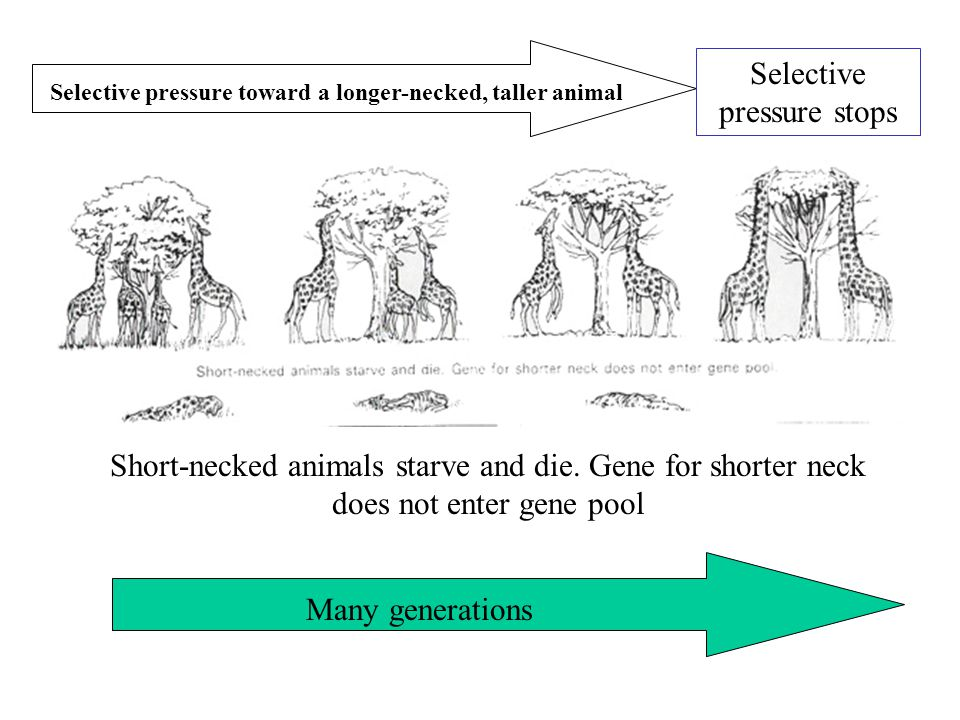 Selective pressure toward a longer-necked, taller animal
Selective
pressure stops
Short-necked animals starve and die. Gene for shorter neck does not enter gene pool.
Short-necked animals starve and die. Gene for shorter neck
does not enter gene pool
Many generations